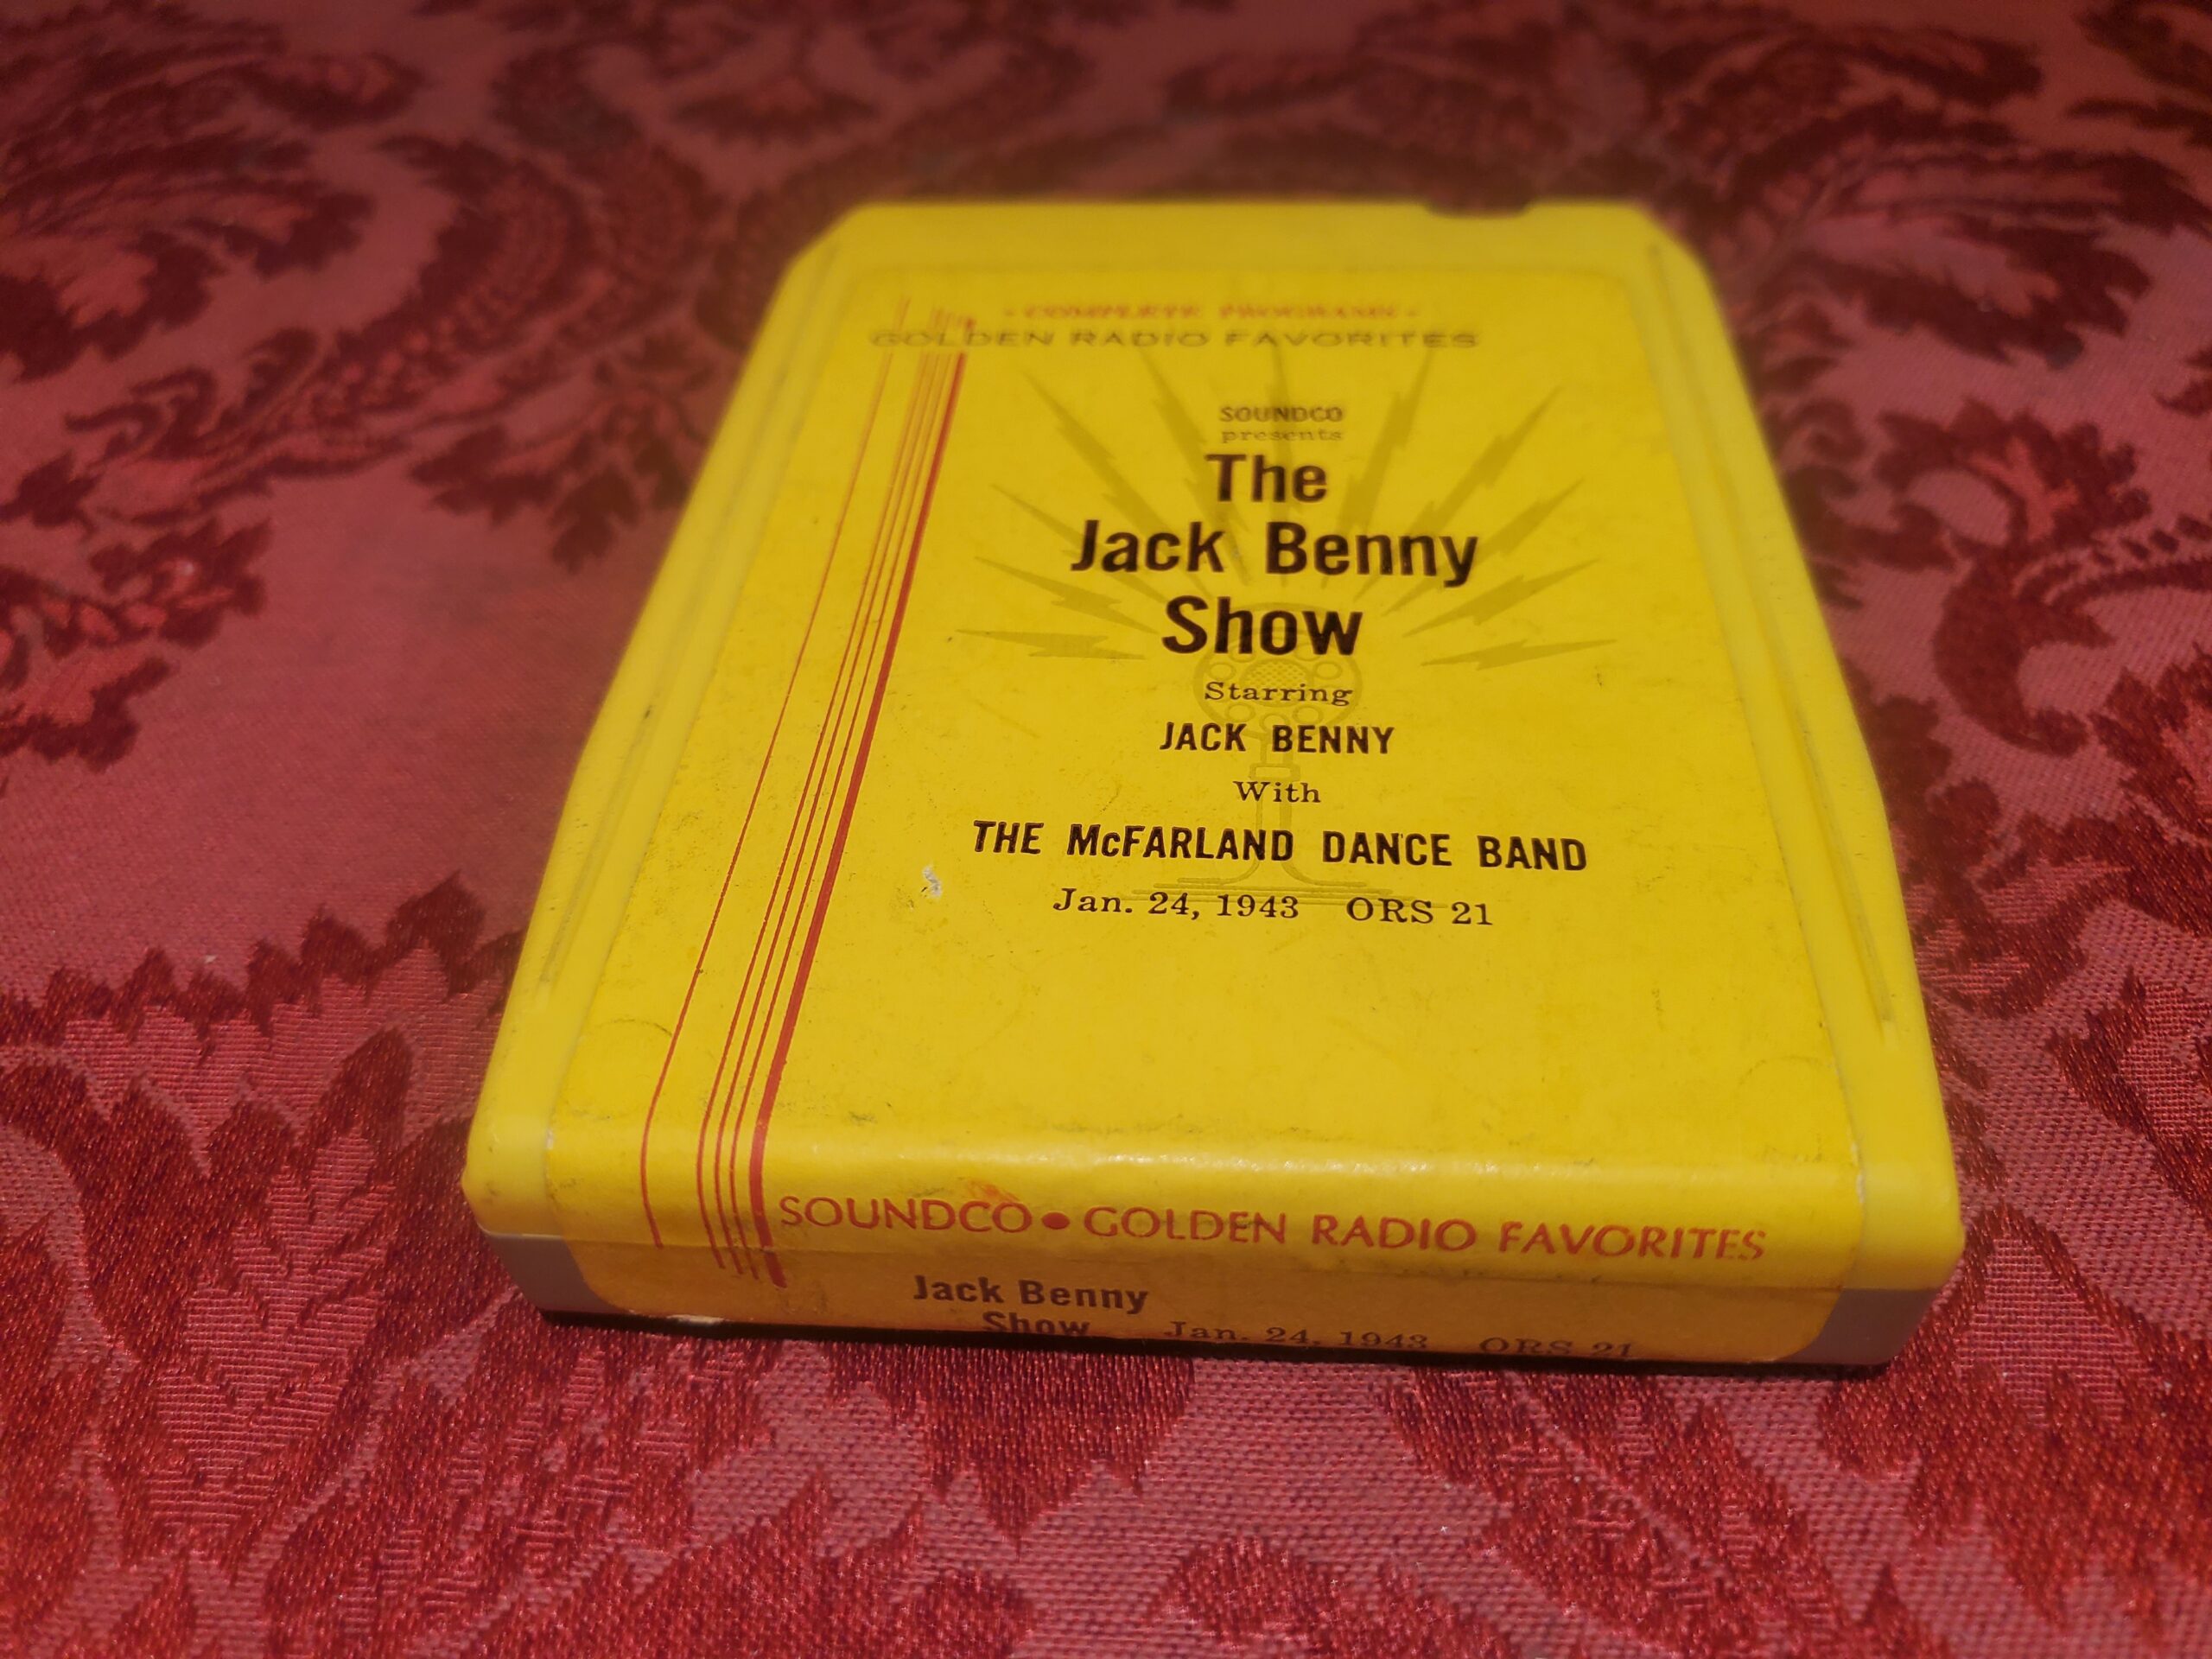 • COMPLETE PROGRAMS •
GOLDEN RADIO FAVORITES
SOUNDCO
presents
The
Jack Benny
Show
Starring
JACK BENNY
With
THE McFARLAND DANCE BAND
Jan. 24, 1943 ORS 21
SOUNDCO • GOLDEN RADIO FAVORITES
Jack Benny
Show Jan. 24, 1943 ORS 21